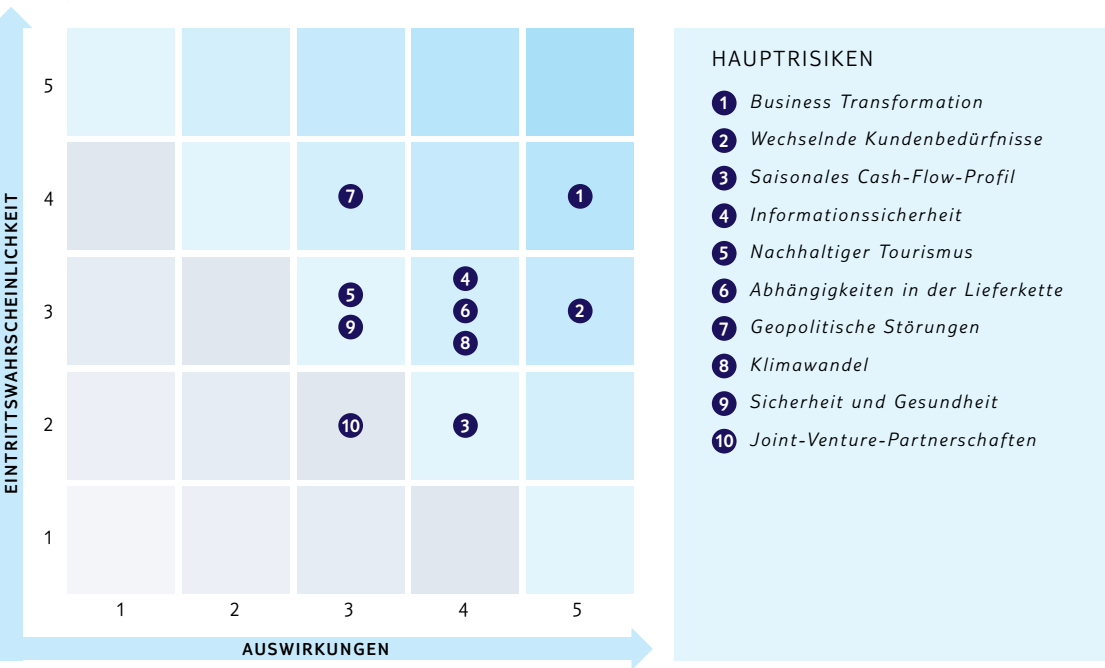 EINTRITTSWAHRSCHEINLICHKEIT
5
4
7
1
3
5
9
4
6
8
2
2
10
3
1
1
2
3
4
5
AUSWIRKUNGEN
HAUPTRISIKEN
1 Business Transformation
2 Wechselnde Kundenbedürfnisse
3 Saisonales Cash-Flow-Profil
4 Informationssicherheit
5 Nachhaltiger Tourismus
6 Abhängigkeiten in der Lieferkette
7 Geopolitische Störungen
8 Klimawandel
9 Sicherheit und Gesundheit
10 Joint-Venture-Partnerschaften